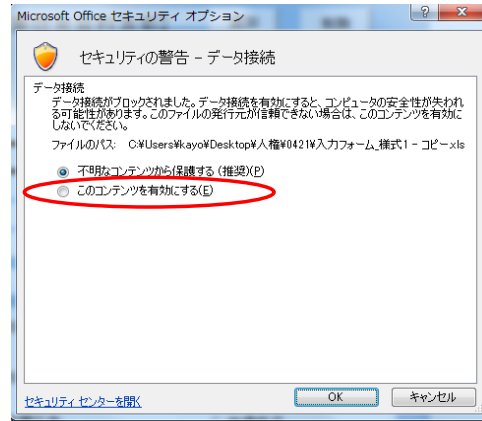 Microsoft Office セキュリティ オプション
セキュリティの警告 - データ接続
データ接続
データ接続がブロックされました。データ接続を有効にすると、コンピュータの安全性が失われ
る可能性があります。このファイルの発行元が信頼できない場合は、このコンテンツを有効に
しないでください。
ファイルのパス: C:¥Users¥kayo¥Desktop¥人権¥0421¥入力フォーム_様式1 - コピー.xls
不明なコンテンツから保護する (推奨)(P)
このコンテンツを有効にする(E)
セキュリティ センターを開く
OK
キャンセル